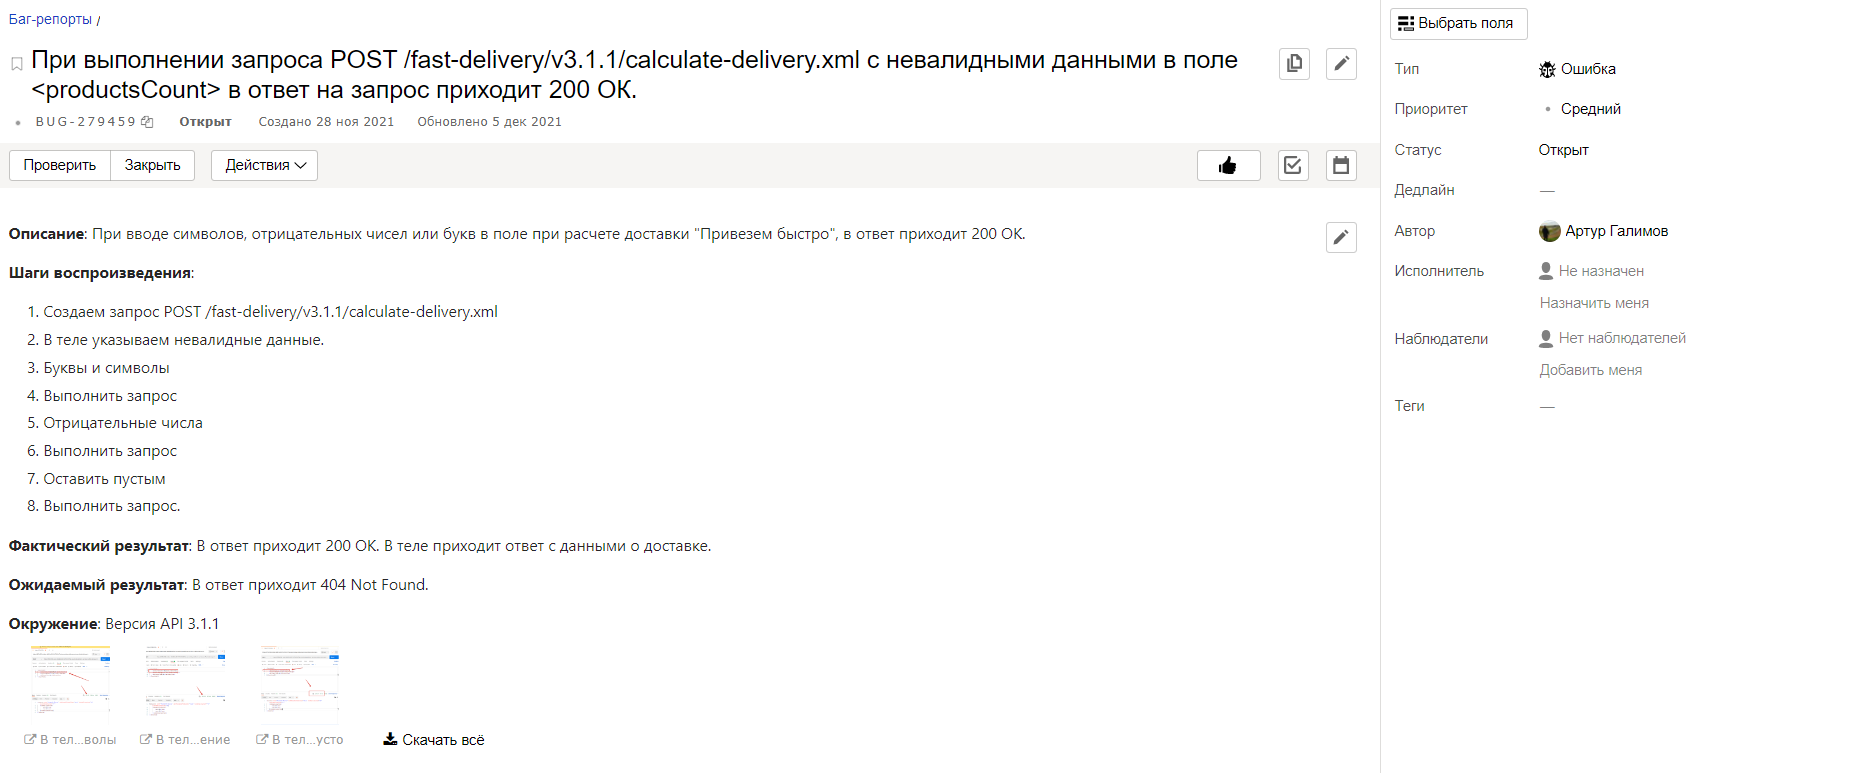 Баг-репорты /
При выполнении запроса POST /fast-delivery/v3.1.1/calculate-delivery.xml с невалидными данными в поле
<productsCount> в ответ на запрос приходит 200 ОК.
BUG-279459 Открыт Создано 28 ноя 2021 Обновлено 5 дек 2021
Проверить Закрыть Действия
Описание: При вводе символов, отрицательных чисел или букв в поле при расчете доставки "Привезем быстро", в ответ приходит 200 ОК.
Шаги воспроизведения:
1. Создаем запрос POST /fast-delivery/v3.1.1/calculate-delivery.xml
2. В теле указываем невалидные данные.
3. Буквы и символы
4. Выполнить запрос
5. Отрицательные числа
6. Выполнить запрос
7. Оставить пустым
8. Выполнить запрос.
Фактический результат: В ответ приходит 200 ОК. В теле приходит ответ с данными о доставке.
Ожидаемый результат: В ответ приходит 404 Not Found.
Окружение: Версия API 3.1.1
В тел...волы В тел...ение В тел...усто Скачать всё
Выбрать поля
Тип Ошибка
Приоритет Средний
Статус Открыт
Дедлайн —
Автор Артур Галимов
Исполнитель Не назначен
Назначить меня
Наблюдатели Нет наблюдателей
Добавить меня
Теги —